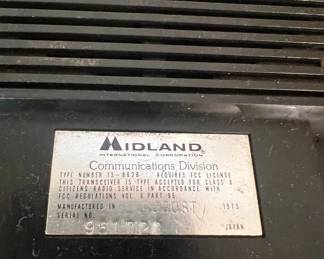 MIDLAND
INTERNATIONAL CORPORATION
Communications Division
TYPE NUMBER 13-862B REQUIRES FCC LICENSE
THIS TRANSCEIVER IS TYPE ACCEPTED FOR CLASS D
CITIZENS RADIO SERVICE IN ACCORDANCE WITH
FCC REGULATIONS VOL. 6 PART 95
MANUFACTURED IN 1975
SERIAL NO.
JAPAN